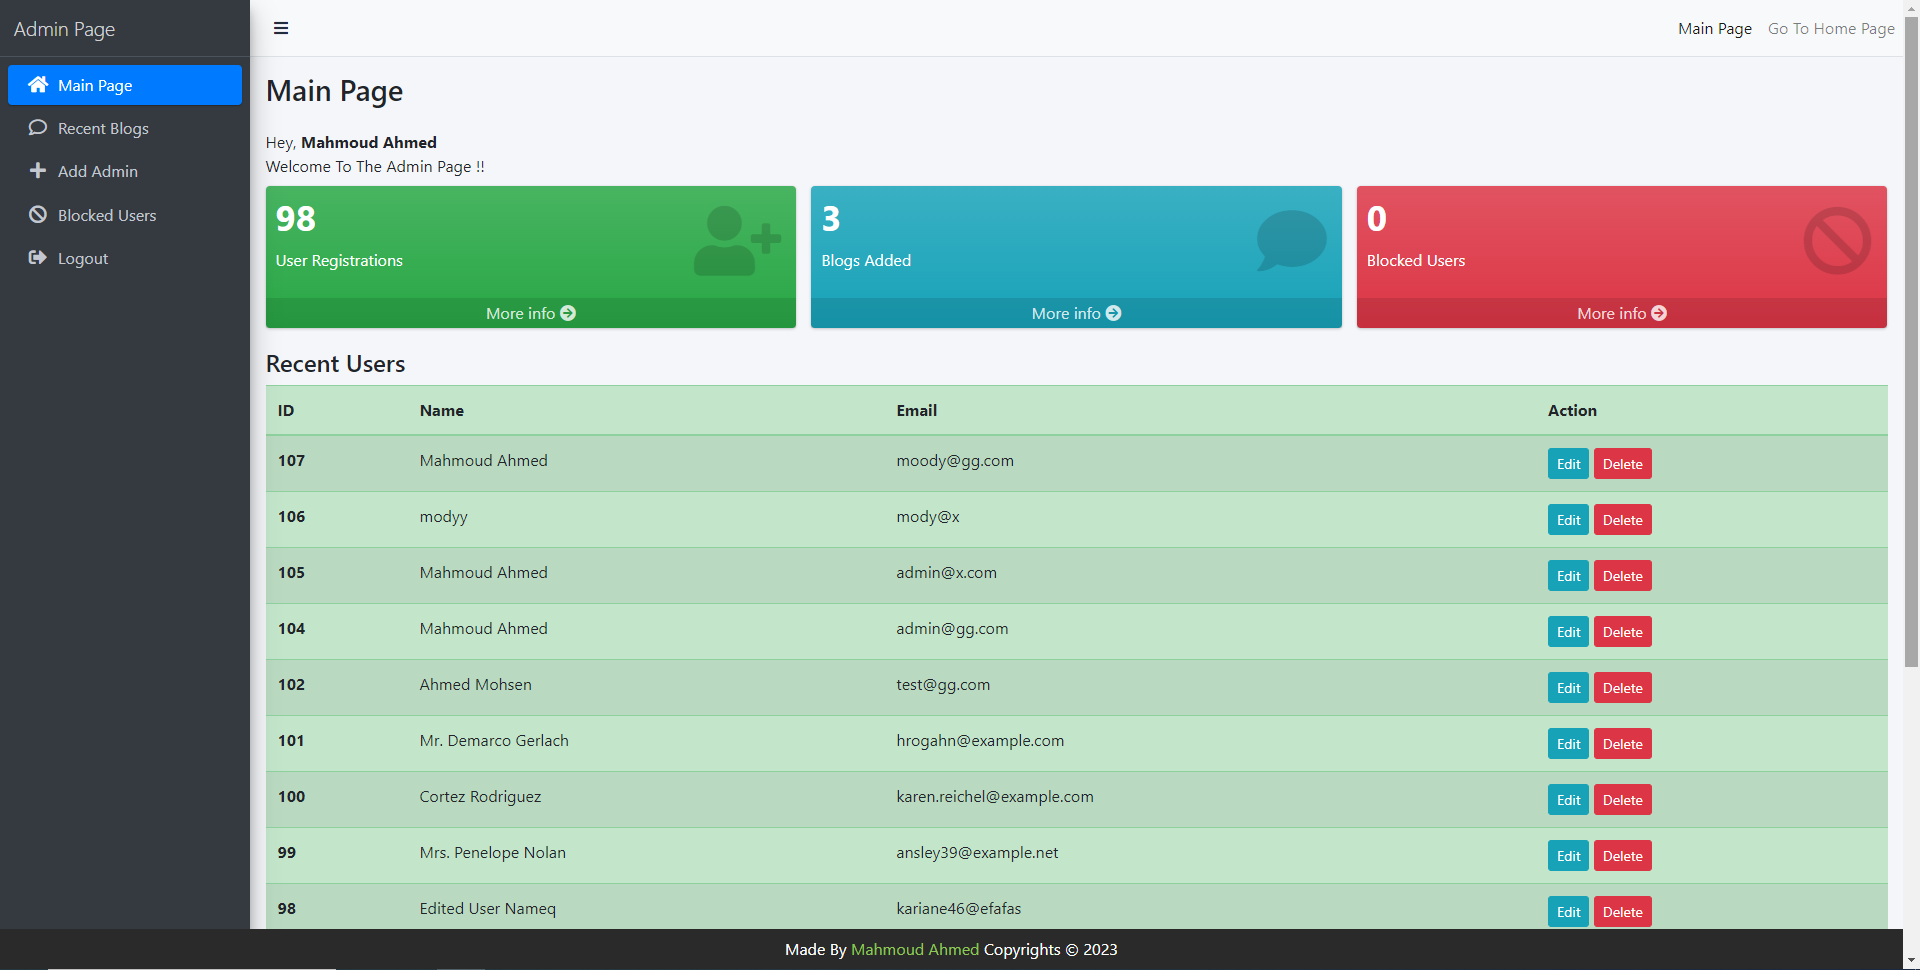 Admin Page
Main Page
Recent Blogs
Add Admin
Blocked Users
Logout
Main Page Go To Home Page
Main Page
Hey, Mahmoud Ahmed
Welcome To The Admin Page !!
98
User Registrations
More info
3
Blogs Added
More info
0
Blocked Users
More info
Recent Users
ID Name Email Action
107 Mahmoud Ahmed moody@gg.com Edit Delete
106 modyy mody@x Edit Delete
105 Mahmoud Ahmed admin@x.com Edit Delete
104 Mahmoud Ahmed admin@gg.com Edit Delete
102 Ahmed Mohsen test@gg.com Edit Delete
101 Mr. Demarco Gerlach hrogahn@example.com Edit Delete
100 Cortez Rodriguez karen.reichel@example.com Edit Delete
99 Mrs. Penelope Nolan ansley39@example.net Edit Delete
98 Edited User Nameq kariane46@efafas Edit Delete
Made By Mahmoud Ahmed Copyrights © 2023